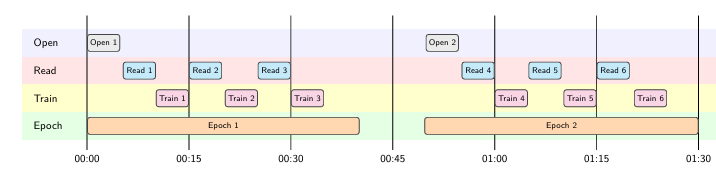 Open Open 1 Open 2
Read Read 1 Read 2 Read 3 Read 4 Read 5 Read 6
Train Train 1 Train 2 Train 3 Train 4 Train 5 Train 6
Epoch Epoch 1 Epoch 2
00:00 00:15 00:30 00:45 01:00 01:15 01:30